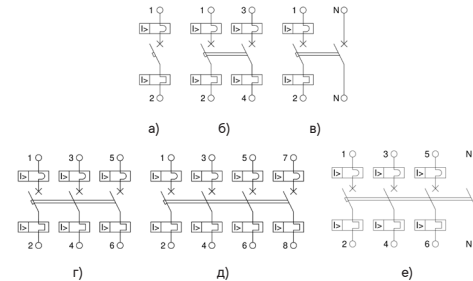 1 1 3 1 N
I> I> I> I>
I> I> I> I>
2 2 4 2 N
а) б) в)
1 3 5 1 3 5 7 1 3 5 N
I> I> I> I> I> I> I> I> I> I>
I> I> I> I> I> I> I> I> I> I>
2 4 6 2 4 6 8 2 4 6 N
г) д) е)